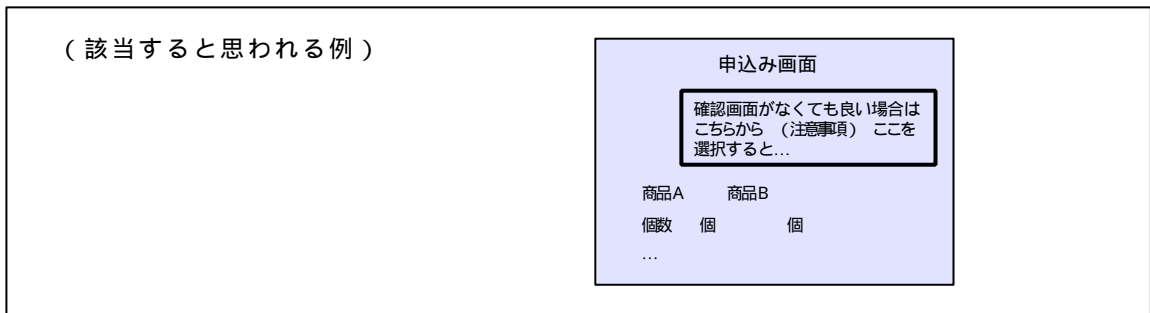 (該当すると思われる例)
申込み画面
確認画面がなくても良い場合は
こちらから (注意事項) ここを
選択すると…
商品A 商品B
個数 個 個
…